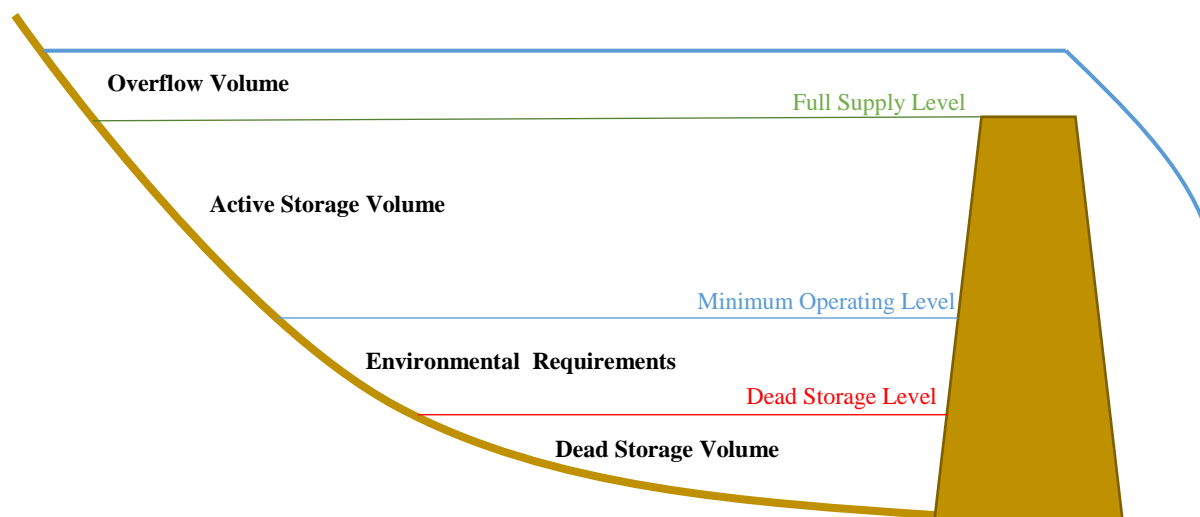 Overflow Volume
Full Supply Level
Active Storage Volume
Minimum Operating Level
Environmental  Requirements
Dead Storage Level
Dead Storage Volume